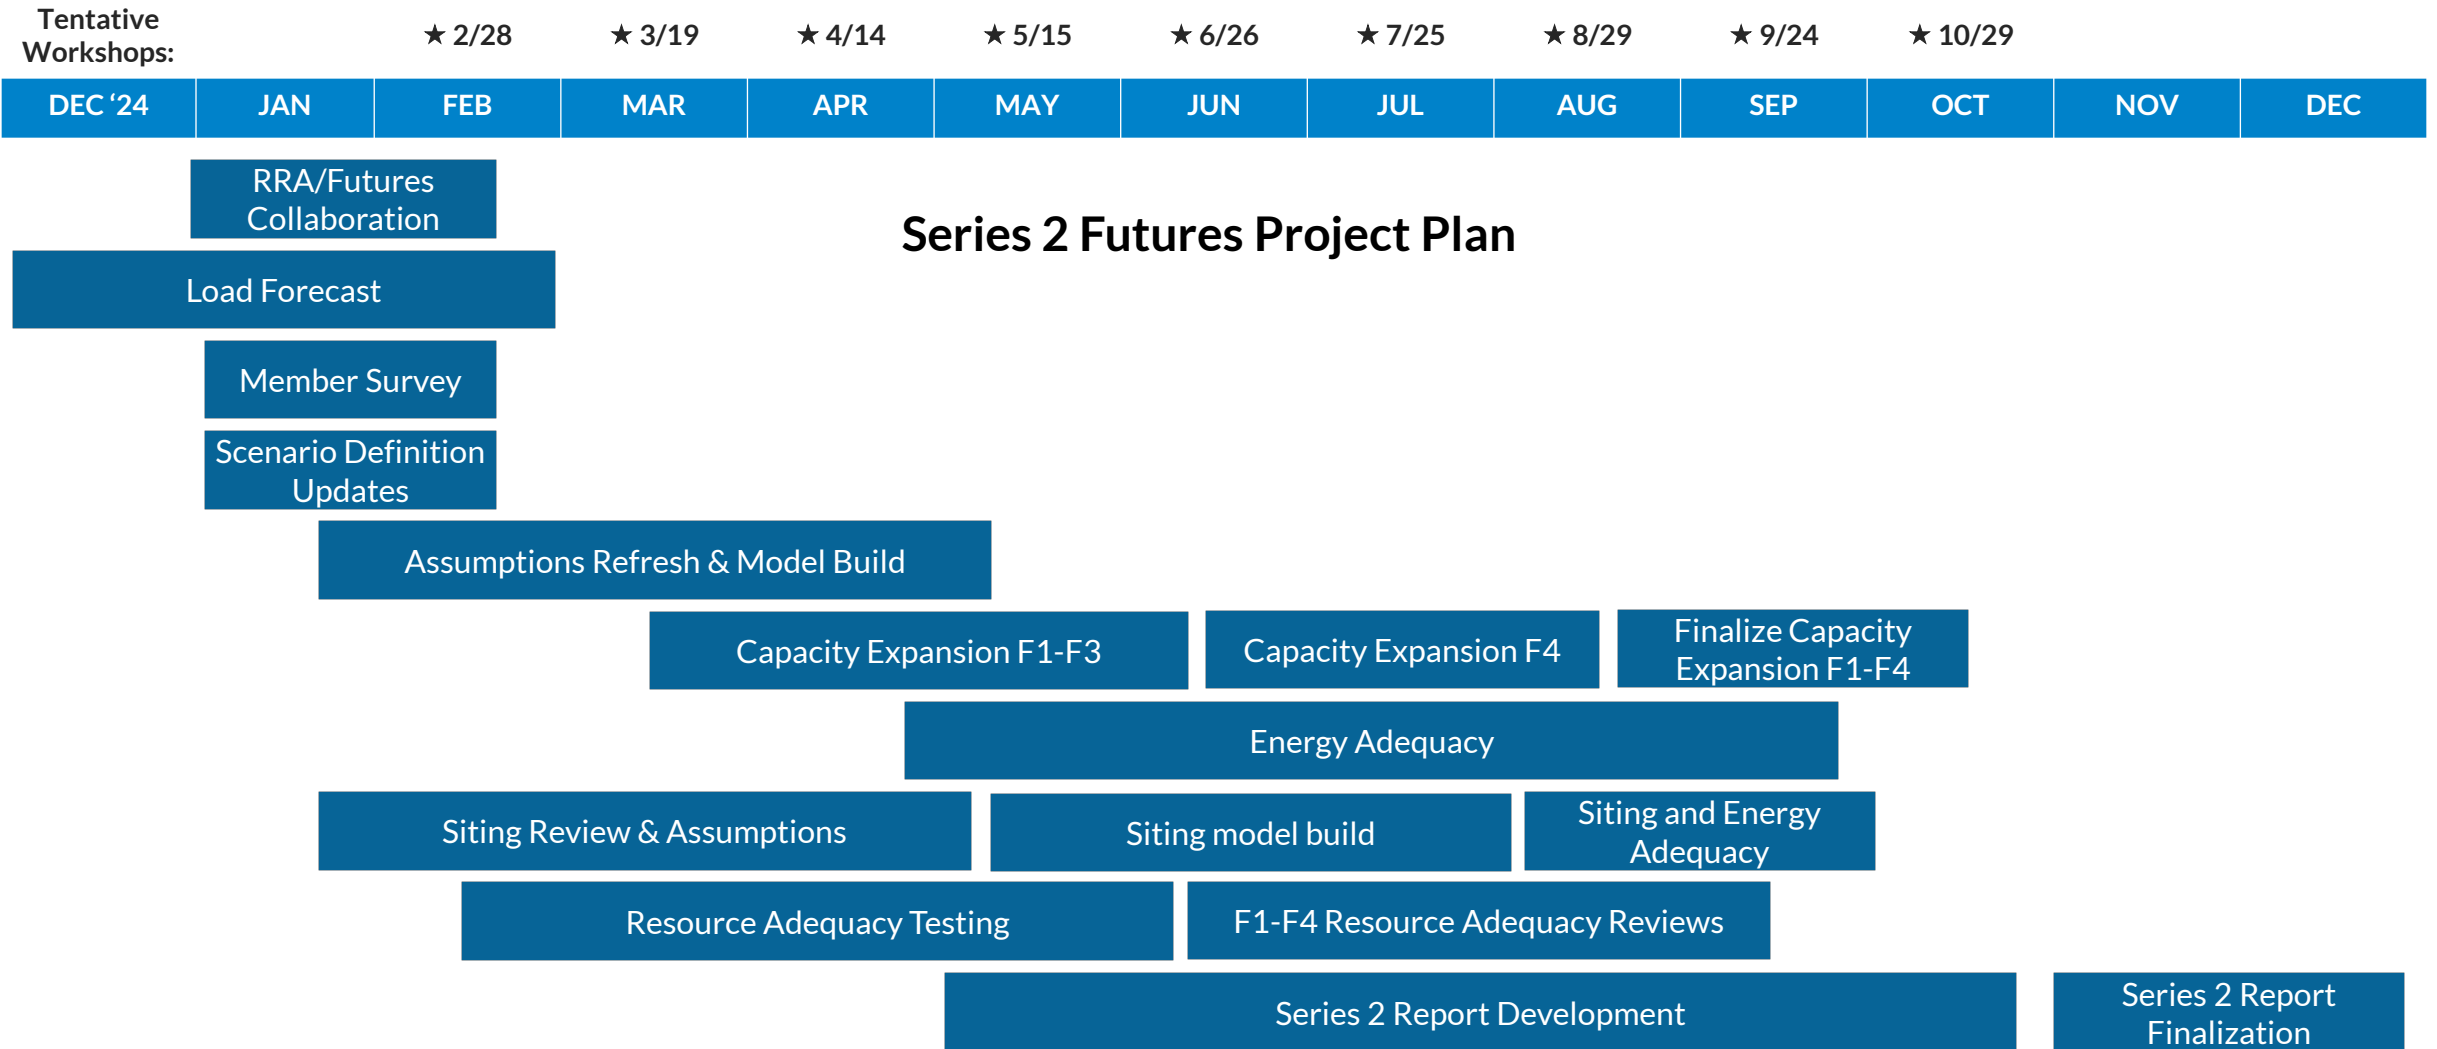 Tentative
Workshops:
★ 2/28
★ 3/19
★ 4/14
★ 5/15
★ 6/26
★ 7/25
★ 8/29
★ 9/24
★ 10/29
DEC ‘24
JAN
FEB
MAR
APR
MAY
JUN
JUL
AUG
SEP
OCT
NOV
DEC
RRA/Futures
Collaboration
Series 2 Futures Project Plan
Load Forecast
Member Survey
Scenario Definition
Updates
Assumptions Refresh & Model Build
Capacity Expansion F1-F3
Capacity Expansion F4
Finalize Capacity
Expansion F1-F4
Energy Adequacy
Siting Review & Assumptions
Siting model build
Siting and Energy
Adequacy
Resource Adequacy Testing
F1-F4 Resource Adequacy Reviews
Series 2 Report Development
Series 2 Report
Finalization